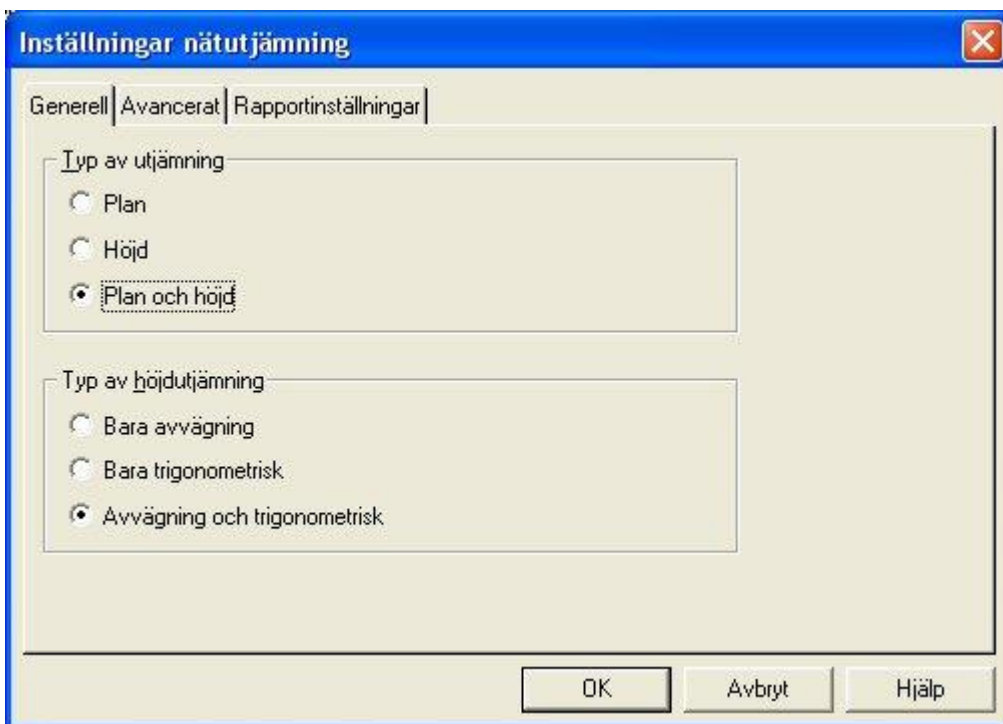 Inställningar nätutjämning
Generell Avancerat Rapportinställningar
Typ av utjämning
Plan
Höjd
Plan och höjd
Typ av höjdutjämning
Bara avvägning
Bara trigonometrisk
Avvägning och trigonometrisk
OK Avbryt Hjälp